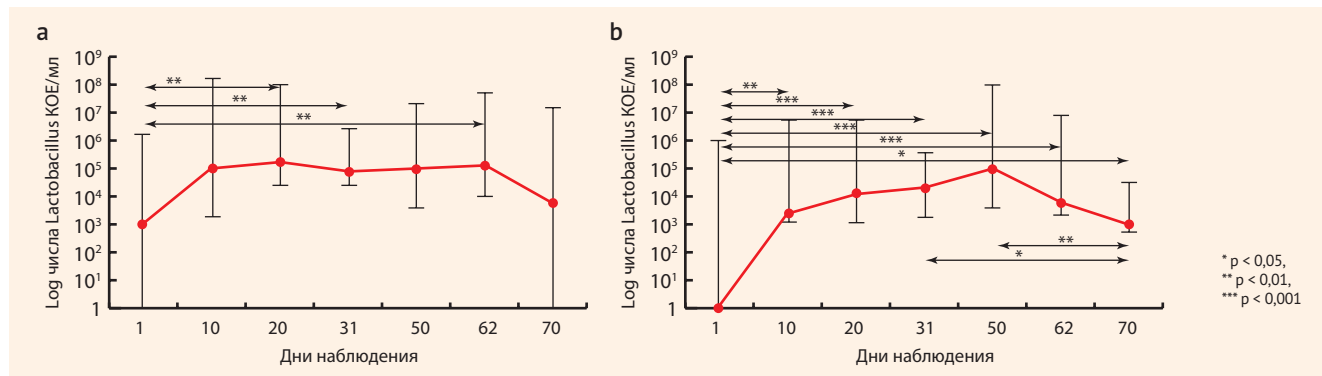 a
10⁹
10⁸
10⁷
10⁶
10⁵
10⁴
10³
10²
10¹
1
Log числа Lactobacillus КОЕ/мл
**
**
**
1 10 20 31 50 62 70
Дни наблюдения
b
10⁹
10⁸
10⁷
10⁶
10⁵
10⁴
10³
10²
10¹
1
Log числа Lactobacillus КОЕ/мл
**
***
***
***
***
*
**
*
1 10 20 31 50 62 70
Дни наблюдения
* p < 0,05,
** p < 0,01,
*** p < 0,001